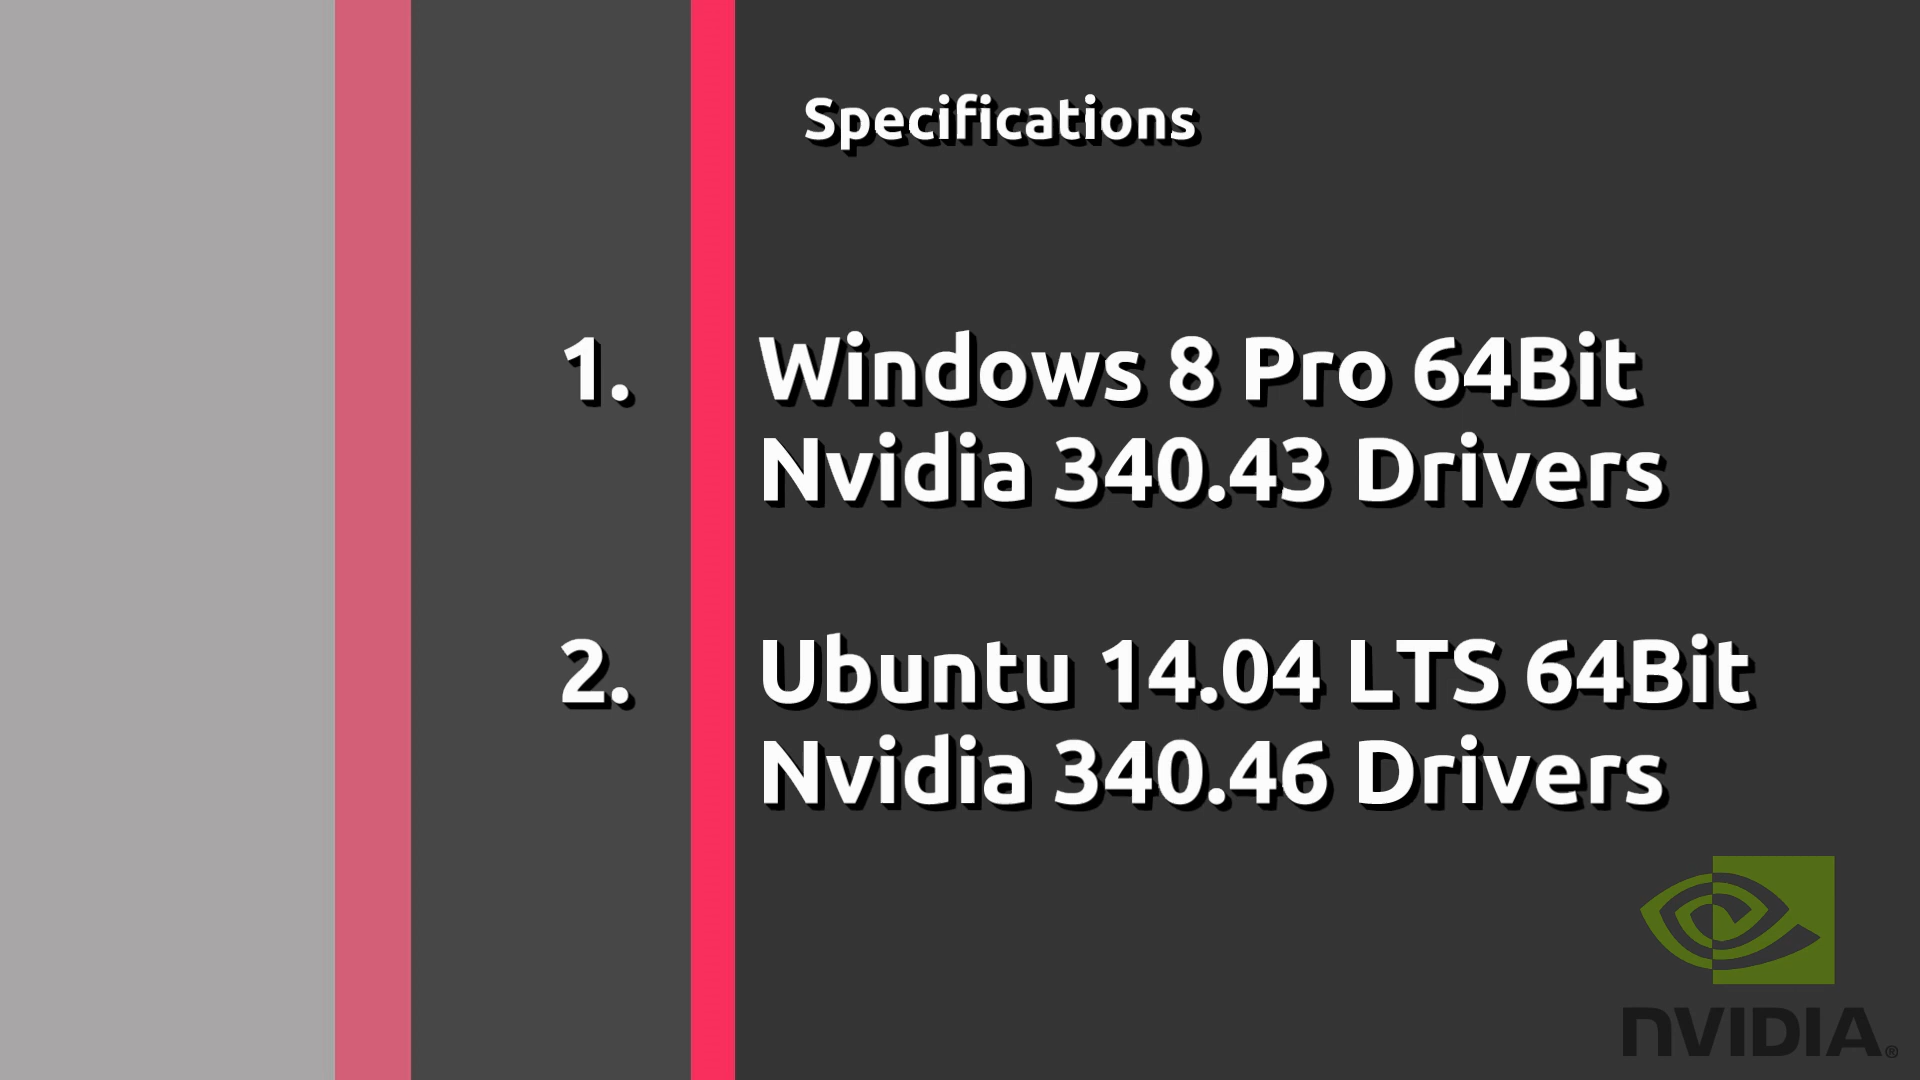 Specifications
1. Windows 8 Pro 64Bit
Nvidia 340.43 Drivers
2. Ubuntu 14.04 LTS 64Bit
Nvidia 340.46 Drivers
NVIDIA®